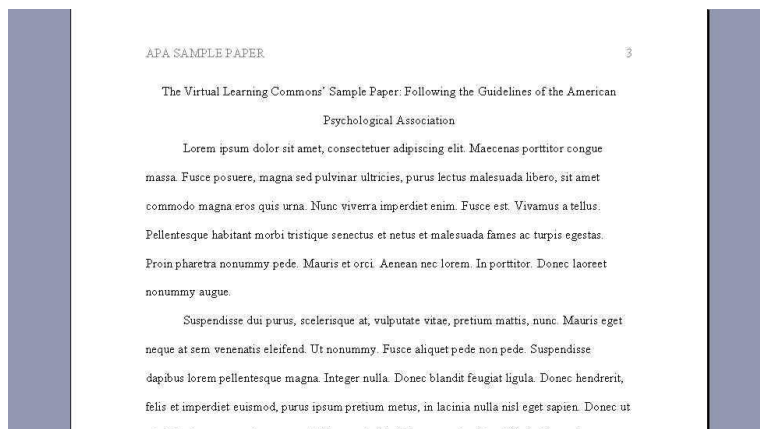 APA SAMPLE PAPER 3
The Virtual Learning Commons' Sample Paper: Following the Guidelines of the American
Psychological Association
Lorem ipsum dolor sit amet, consectetuer adipiscing elit. Maecenas porttitor congue
massa. Fusce posuere, magna sed pulvinar ultricies, purus lectus malesuada libero, sit amet
commodo magna eros quis urna. Nunc viverra imperdiet enim. Fusce est. Vivamus a tellus.
Pellentesque habitant morbi tristique senectus et netus et malesuada fames ac turpis egestas.
Proin pharetra nonummy pede. Mauris et orci. Aenean nec lorem. In porttitor. Donec laoreet
nonummy augue.
Suspendisse dui purus, scelerisque at, vulputate vitae, pretium mattis, nunc. Mauris eget
neque at sem venenatis eleifend. Ut nonummy. Fusce aliquet pede non pede. Suspendisse
dapibus lorem pellentesque magna. Integer nulla. Donec blandit feugiat ligula. Donec hendrerit,
felis et imperdiet euismod, purus ipsum pretium metus, in lacinia nulla nisl eget sapien. Donec ut